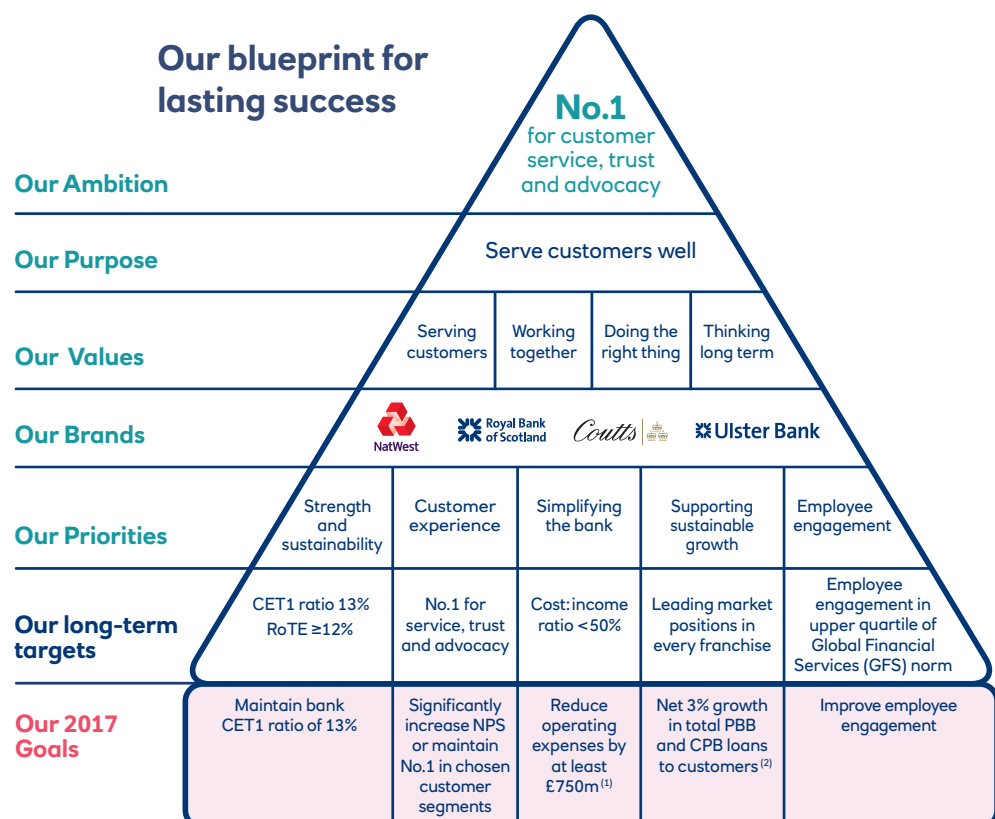 Our blueprint for
lasting success
No.1
for customer
service, trust
and advocacy
Our Ambition
Our Purpose
Serve customers well
Our Values
Serving
customers
Working
together
Doing the
right thing
Thinking
long term
Our Brands
NatWest
Royal Bank
of Scotland
Coutts
Ulster Bank
Our Priorities
Strength
and
sustainability
Customer
experience
Simplifying
the bank
Supporting
sustainable
growth
Employee
engagement
Our long-term
targets
CET1 ratio 13%
RoTE ≥12%
No.1 for
service, trust
and advocacy
Cost:income
ratio <50%
Leading market
positions in
every franchise
Employee
engagement in
upper quartile of
Global Financial
Services (GFS) norm
Our 2017
Goals
Maintain bank
CET1 ratio of 13%
Significantly
increase NPS
or maintain
No.1 in chosen
customer
segments
Reduce
operating
expenses by
at least
£750m(1)
Net 3% growth
in total PBB
and CPB loans
to customers(2)
Improve employee
engagement